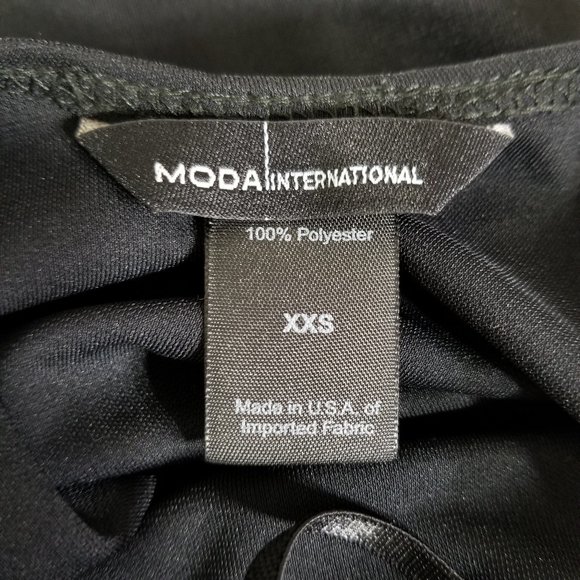 MODA INTERNATIONAL
100% Polyester
XXS
Made in U.S.A. of
Imported Fabric